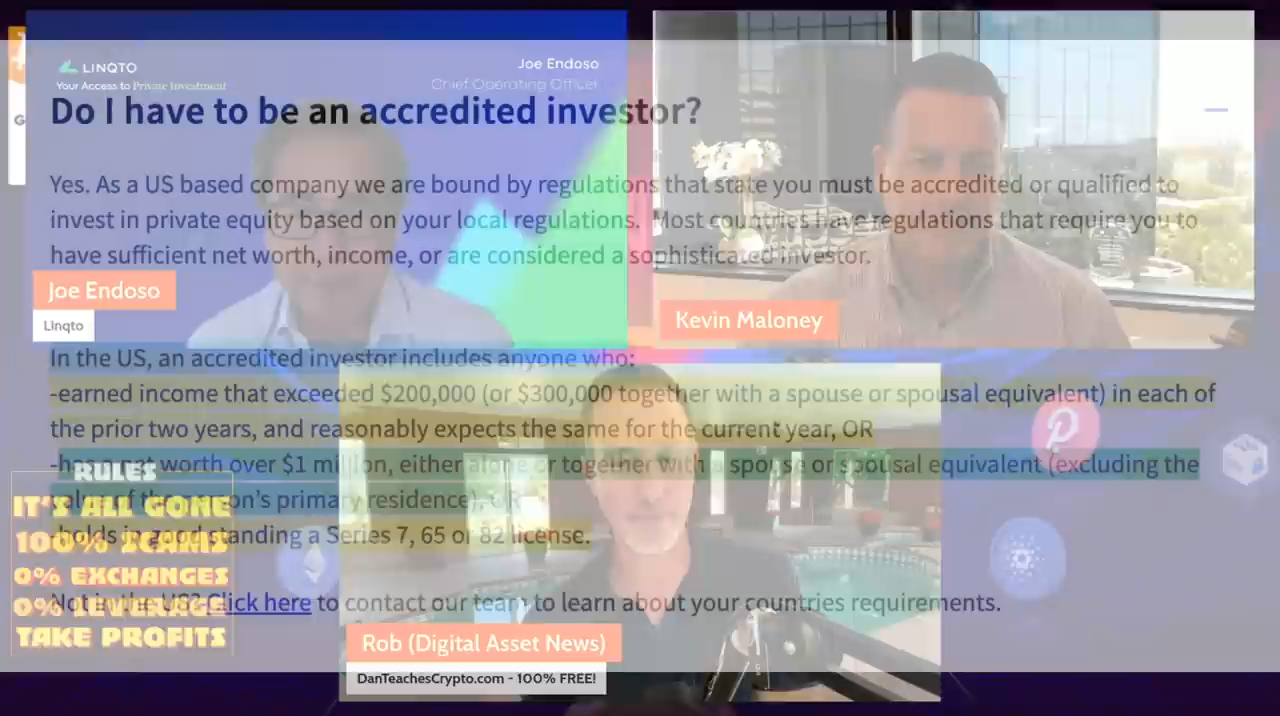 LINQTO
Your Access to Private Investment
Joe Endoso
Chief Operating Officer
Do I have to be an accredited investor?
Yes. As a US based company we are bound by regulations that state you must be accredited or qualified to
invest in private equity based on your local regulations. Most countries have regulations that require you to
have sufficient net worth, income, or are considered a sophisticated investor.
Joe Endoso
Linqto
Kevin Maloney
In the US, an accredited investor includes anyone who:
-earned income that exceeded $200,000 (or $300,000 together with a spouse or spousal equivalent) in each of
the prior two years, and reasonably expects the same for the current year, OR
-has a net worth over $1 million, either alone or together with a spouse or spousal equivalent (excluding the
value of the person's primary residence), OR
-holds in good standing a Series 7, 65 or 82 license.
RULES
IT'S ALL GONE
100% SCAMS
0% EXCHANGES
0% LEVERAGE
TAKE PROFITS
Not in the US? Click here to contact our team to learn about your countries requirements.
Rob (Digital Asset News)
DanTeachesCrypto.com - 100% FREE!